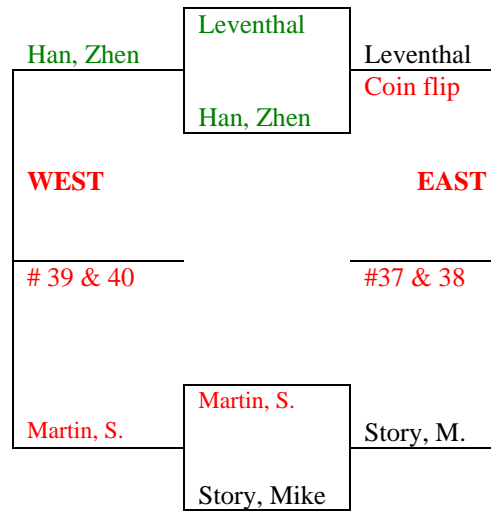 Leventhal
Han, Zhen
Leventhal
Coin flip
Han, Zhen
WEST
EAST
# 39 & 40
#37 & 38
Martin, S.
Martin, S.
Story, M.
Story, Mike